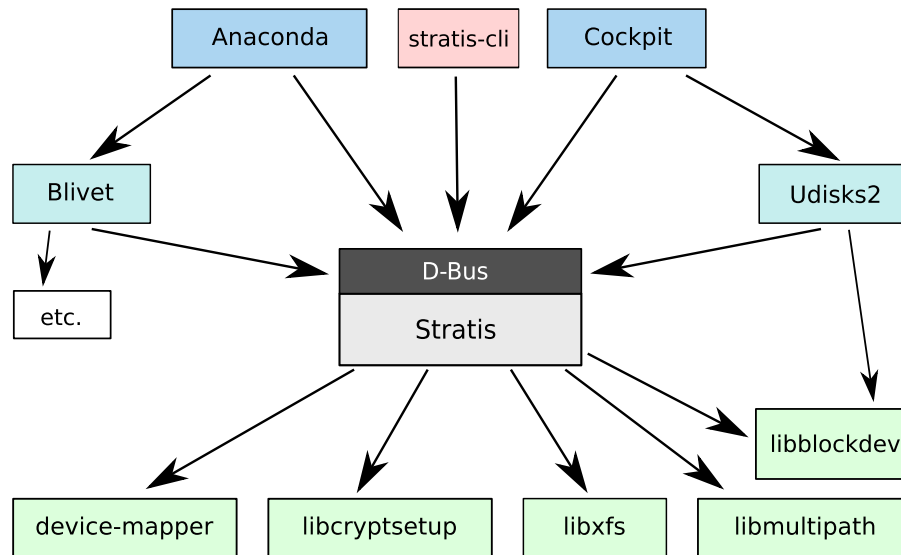 Anaconda
stratis-cli
Cockpit
Blivet
Udisks2
D-Bus
etc.
Stratis
libblockdev
device-mapper
libcryptsetup
libxfs
libmultipath